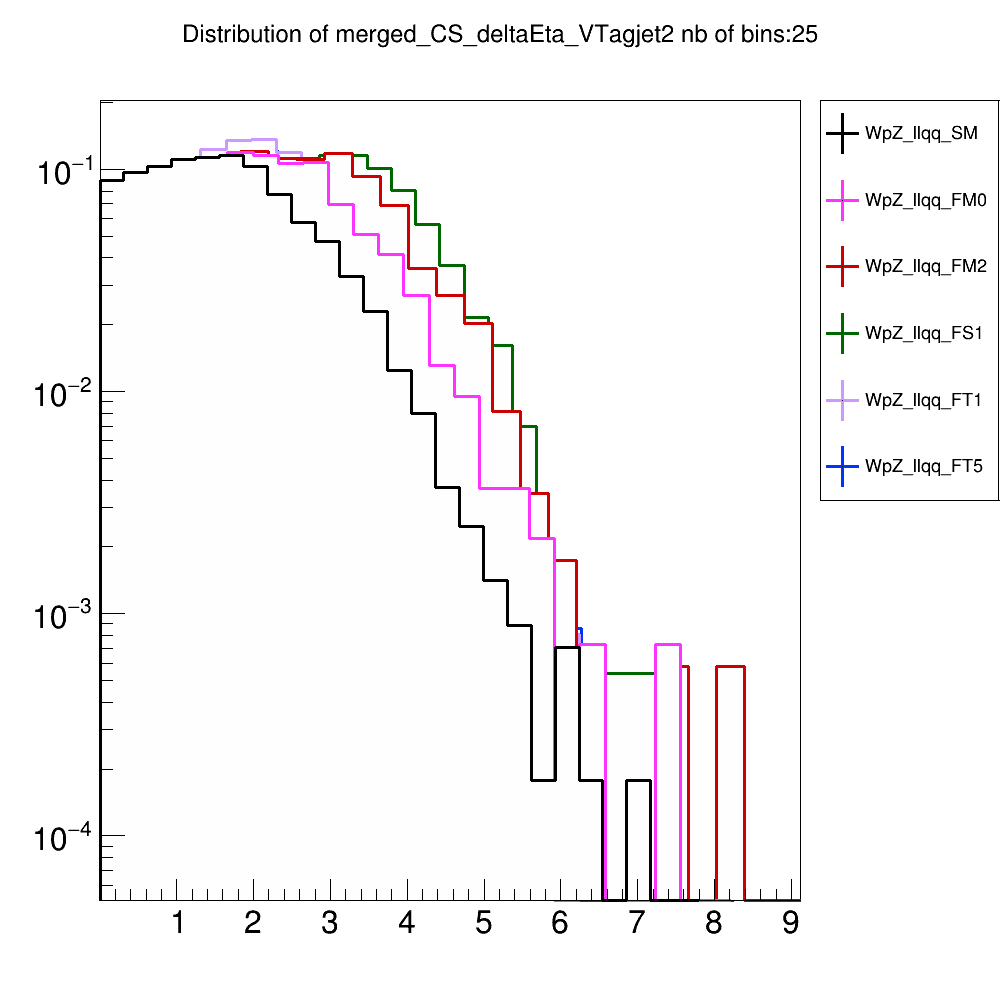 Distribution of merged_CS_deltaEta_VTagjet2 nb of bins:25
10⁻¹
10⁻²
10⁻³
10⁻⁴
1 2 3 4 5 6 7 8 9
WpZ_llqq_SM
WpZ_llqq_FM0
WpZ_llqq_FM2
WpZ_llqq_FS1
WpZ_llqq_FT1
WpZ_llqq_FT5